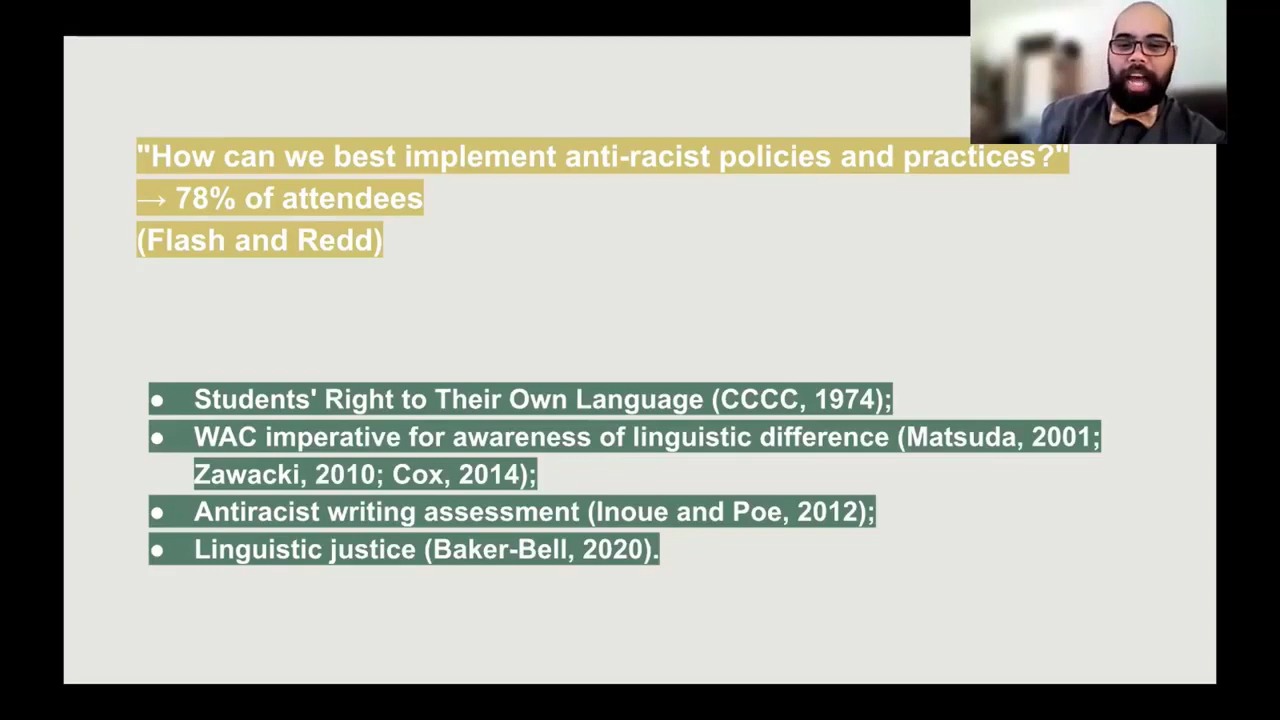 "How can we best implement anti-racist policies and practices?"
→ 78% of attendees
(Flash and Redd)
● Students' Right to Their Own Language (CCCC, 1974);
● WAC imperative for awareness of linguistic difference (Matsuda, 2001;
Zawacki, 2010; Cox, 2014);
● Antiracist writing assessment (Inoue and Poe, 2012);
● Linguistic justice (Baker-Bell, 2020).